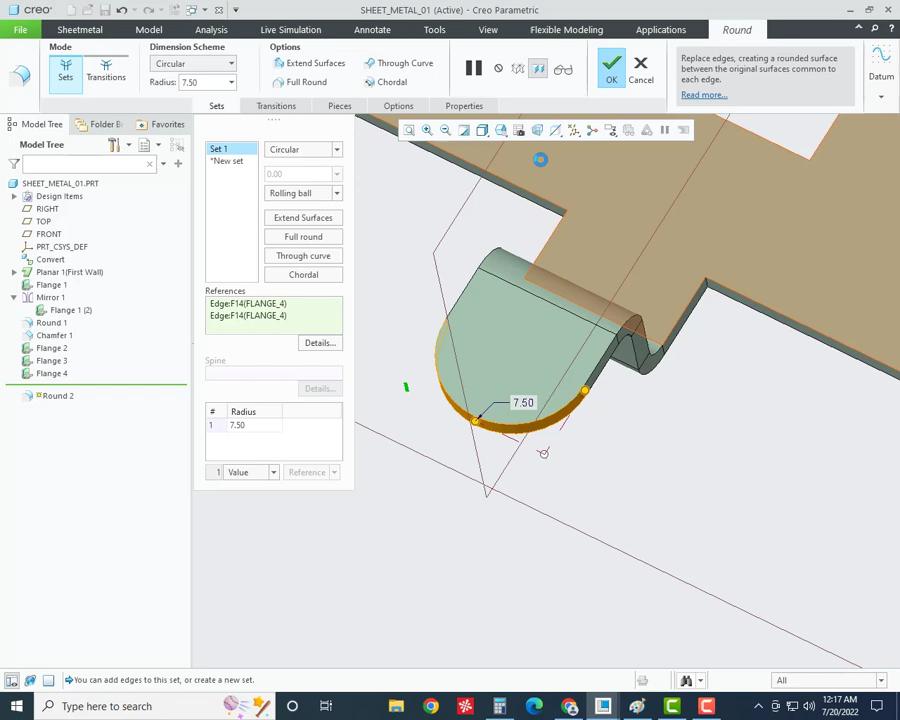 creo
SHEET_METAL_01 (Active) - Creo Parametric
File Sheetmetal Model Analysis Live Simulation Annotate Tools View Flexible Modeling Applications Round
Mode Dimension Scheme Options
Sets Transitions
Circular
Radius: 7.50
Extend Surfaces Through Curve
Full Round Chordal
OK Cancel
Replace edges, creating a rounded surface
between the original surfaces common to
each edge.
Read more...
Datum
Sets Transitions Pieces Options Properties
Model Tree Folder B Favorites
Model Tree
SHEET_METAL_01.PRT
Design Items
RIGHT
TOP
FRONT
PRT_CSYS_DEF
Convert
Planar 1(First Wall)
Flange 1
Mirror 1
Flange 1 (2)
Round 1
Chamfer 1
Flange 2
Flange 3
Flange 4
Round 2
Set 1
*New set
Circular
0.00
Rolling ball
Extend Surfaces
Full round
Through curve
Chordal
References
Edge:F14(FLANGE_4)
Edge:F14(FLANGE_4)
Details...
Spine
Details...
# Radius
1 7.50
1 Value Reference
7.50
You can add edges to this set, or create a new set.
All
Type here to search
12:17 AM
7/20/2022